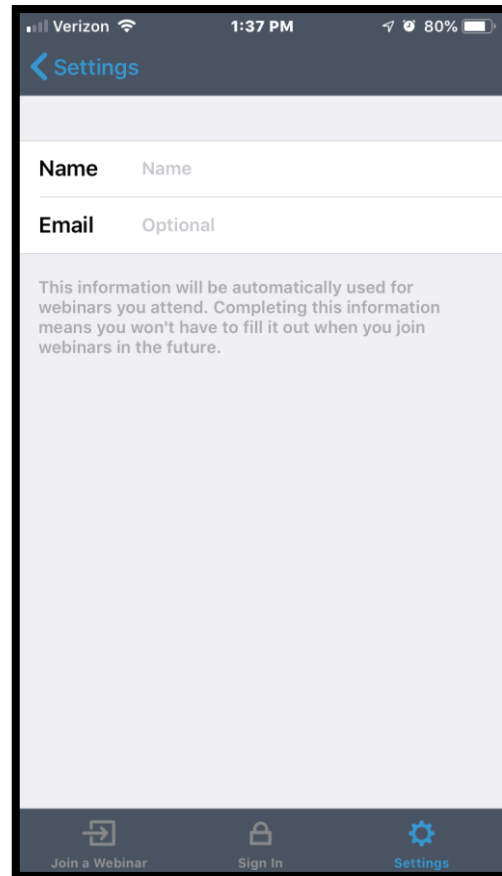 Verizon 1:37 PM 80%
Settings
Name Name
Email Optional
This information will be automatically used for
webinars you attend. Completing this information
means you won't have to fill it out when you join
webinars in the future.
Join a Webinar Sign In Settings